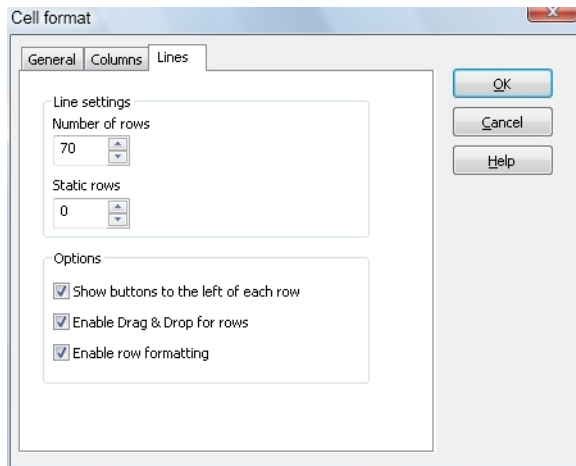 Cell format
General Columns Lines
Line settings
Number of rows
70
Static rows
0
Options
Show buttons to the left of each row
Enable Drag & Drop for rows
Enable row formatting
OK
Cancel
Help